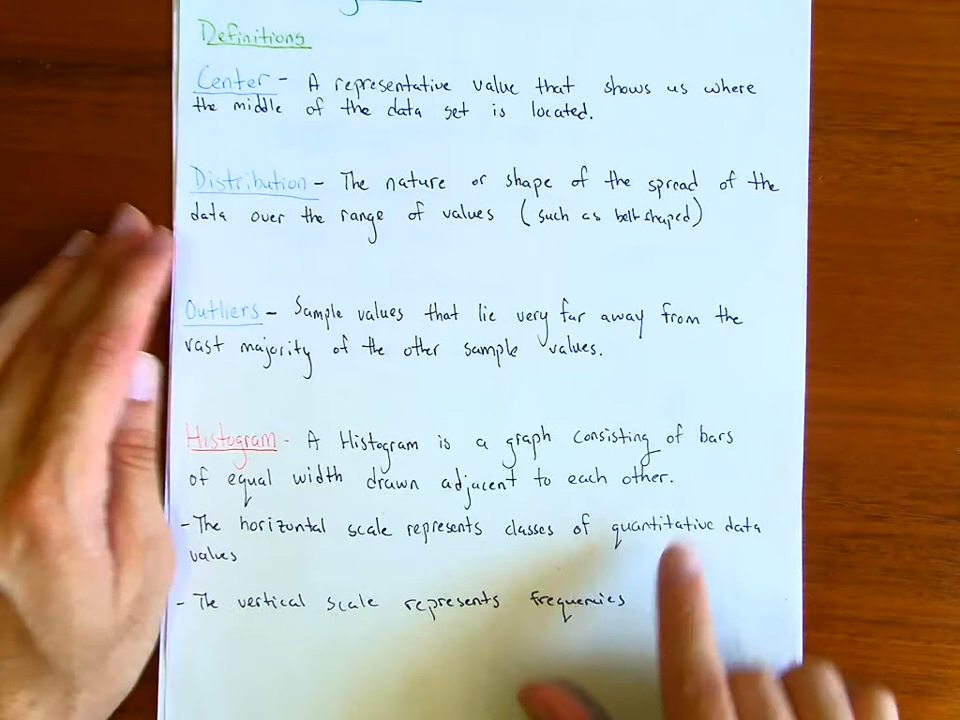 Definitions
Center - A representative value that shows us where
the middle of the data set is located.
Distribution - The nature or shape of the spread of the
data over the range of values (such as bell shaped)
Outliers - Sample values that lie very far away from the
vast majority of the other sample values.
Histogram - A Histogram is a graph consisting of bars
of equal width drawn adjacent to each other.
- The horizontal scale represents classes of quantitative data
values
- The vertical scale represents frequencies